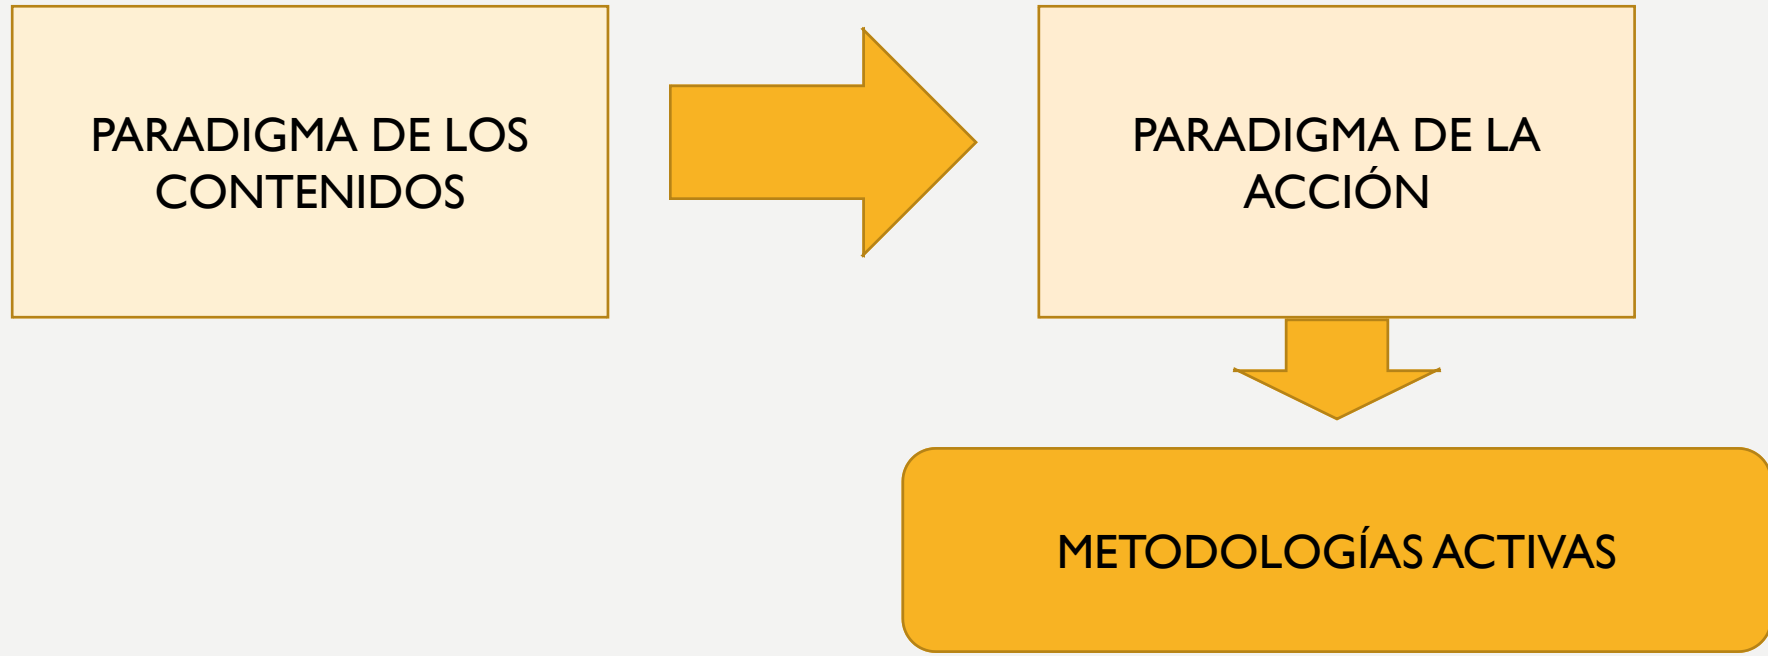 PARADIGMA DE LOS
CONTENIDOS
PARADIGMA DE LA
ACCIÓN
METODOLOGÍAS ACTIVAS